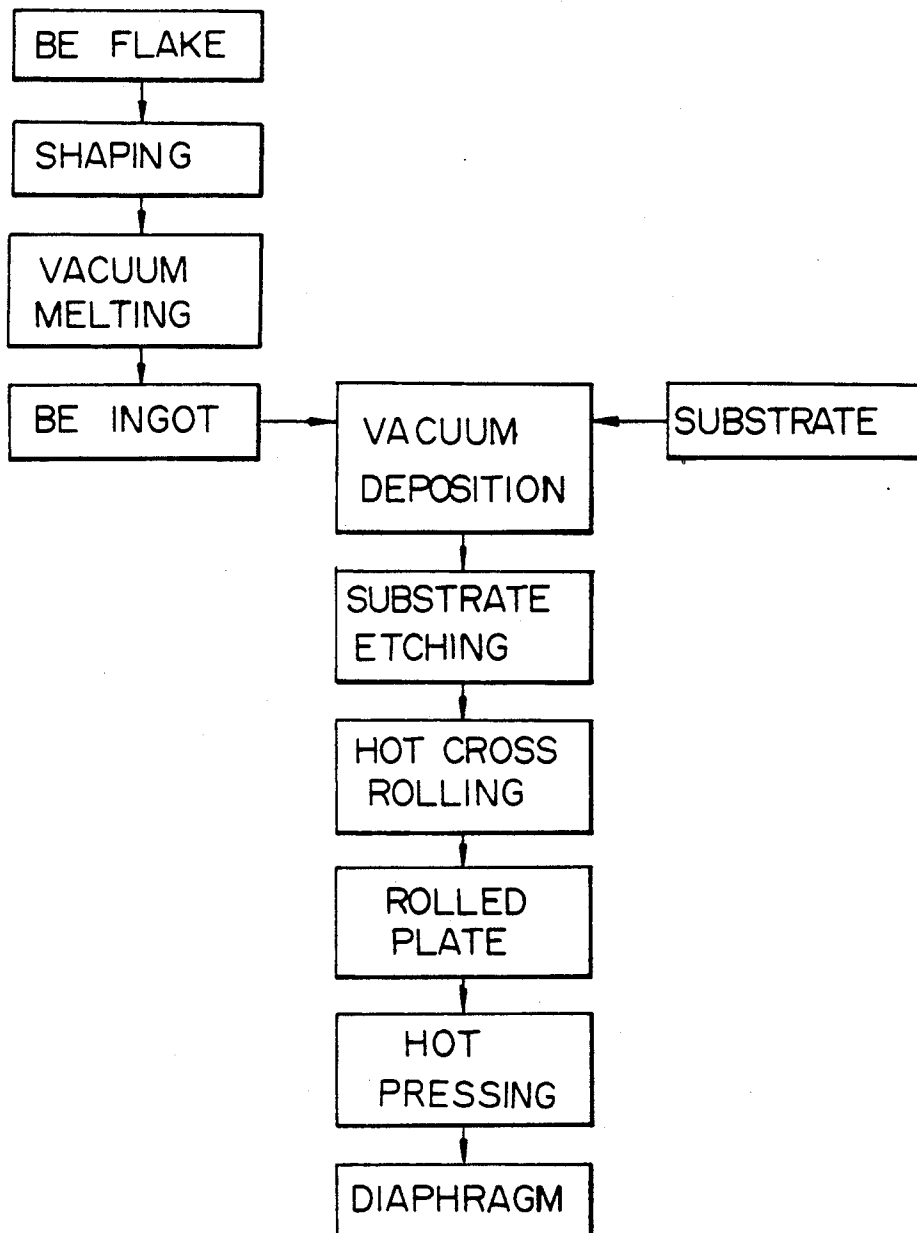 BE FLAKE
SHAPING
VACUUM
MELTING
BE INGOT
VACUUM
DEPOSITION
SUBSTRATE
SUBSTRATE
ETCHING
HOT CROSS
ROLLING
ROLLED
PLATE
HOT
PRESSING
DIAPHRAGM